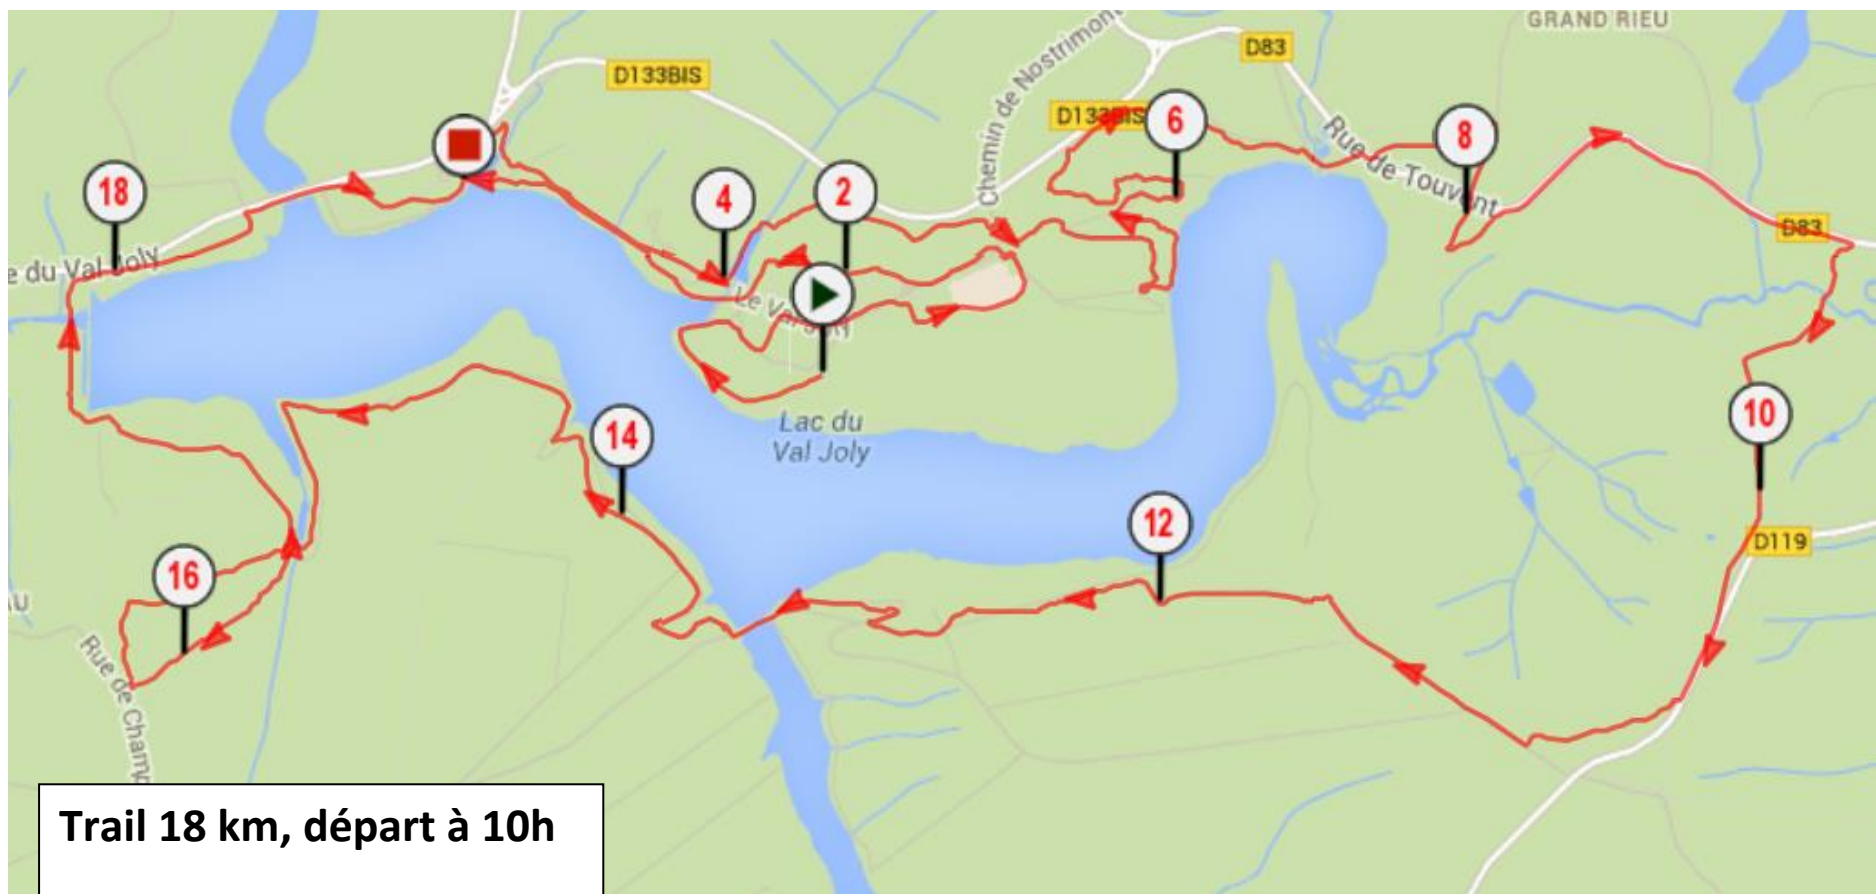 GRAND RIEU
D83
D133BIS
Chemin de Nostrimont
D133BIS
6
8
Rue de Touvent
18
4
2
e du Val Joly
D83
Le Val Joly
10
Lac du
Val Joly
14
12
D119
16
AU
Rue de Champ
Trail 18 km, départ à 10h